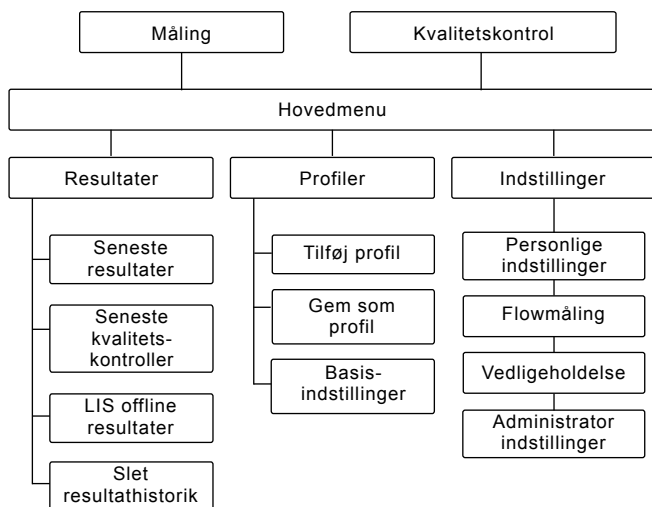 Måling
Kvalitetskontrol
Hovedmenu
Resultater
Profiler
Indstillinger
Seneste
resultater
Seneste
kvalitets-
kontroller
LIS offline
resultater
Slet
resultathistorik
Tilføj profil
Gem som
profil
Basis-
indstillinger
Personlige
indstillinger
Flowmåling
Vedligeholdelse
Administrator
indstillinger